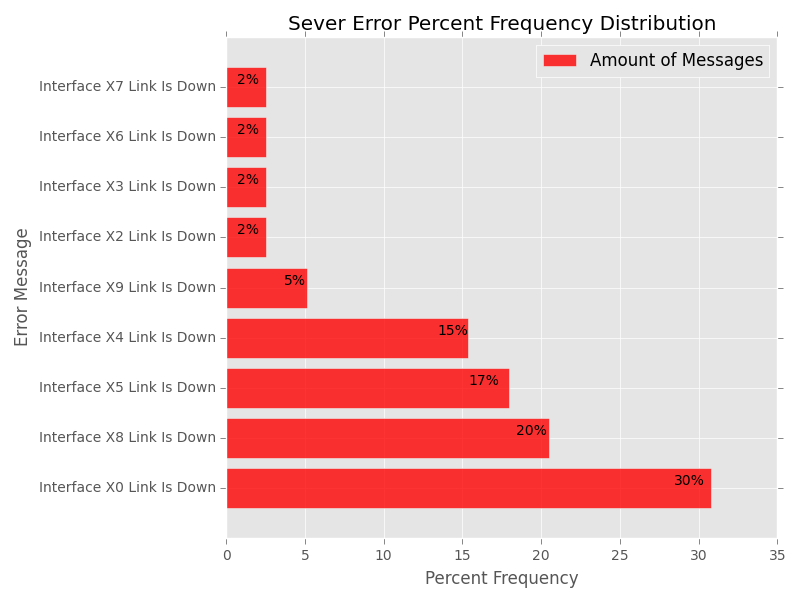 Sever Error Percent Frequency Distribution
Amount of Messages
Error Message
Interface X7 Link Is Down 2%
Interface X6 Link Is Down 2%
Interface X3 Link Is Down 2%
Interface X2 Link Is Down 2%
Interface X9 Link Is Down 5%
Interface X4 Link Is Down 15%
Interface X5 Link Is Down 17%
Interface X8 Link Is Down 20%
Interface X0 Link Is Down 30%
0 5 10 15 20 25 30 35
Percent Frequency